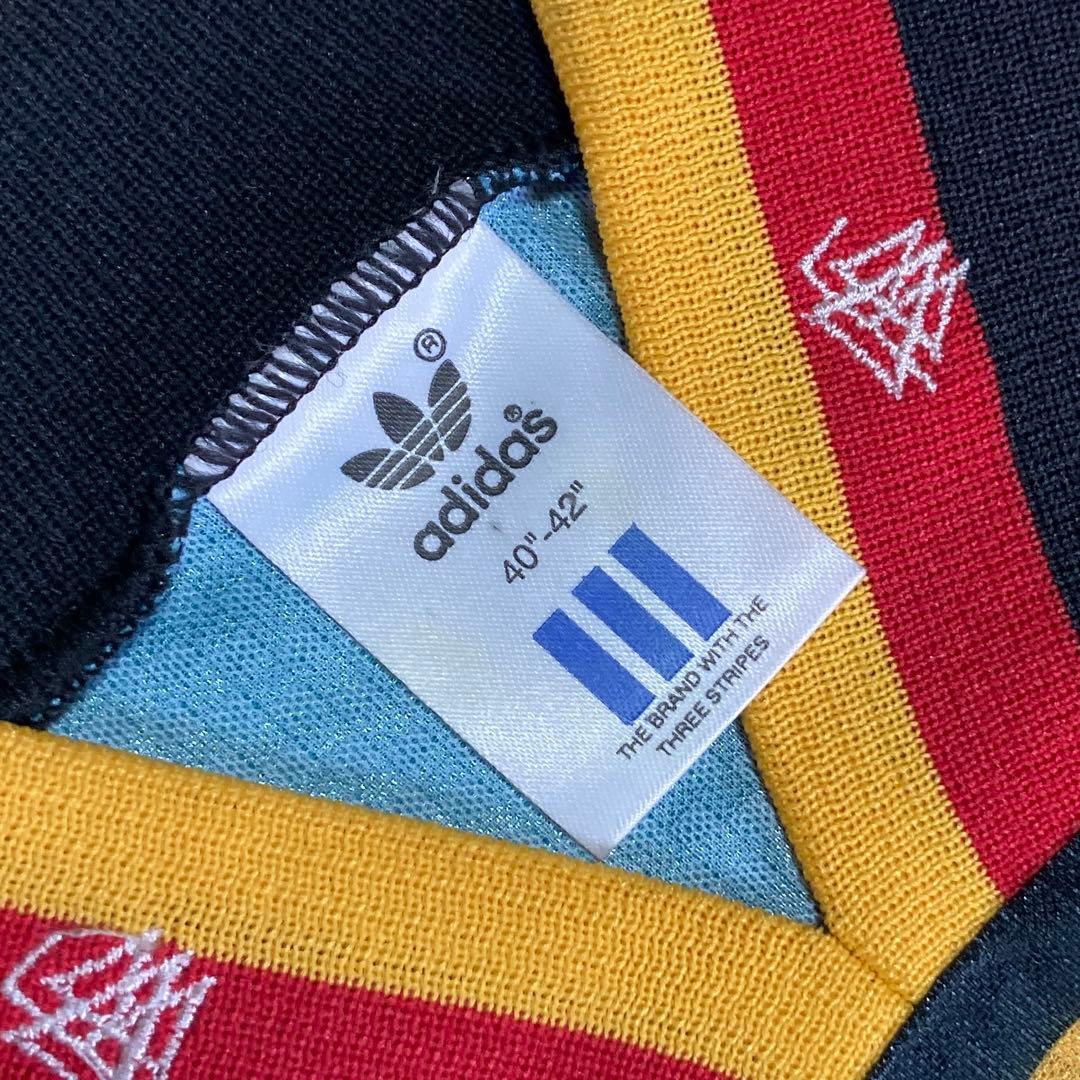 ®
adidas®
40"-42"
THE BRAND WITH THE
THREE STRIPES